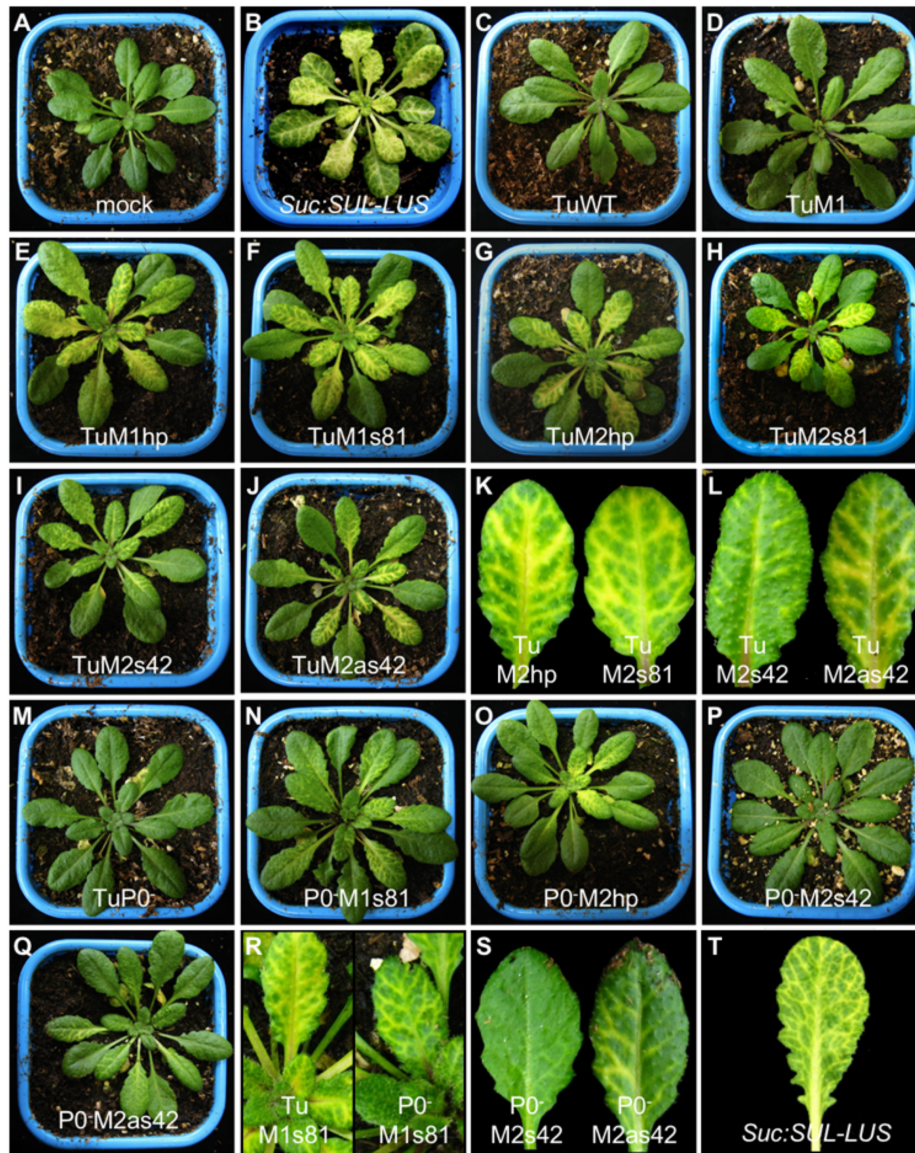 A
mock
B
Suc:SUL-LUS
C
TuWT
D
TuM1
E
TuM1hp
F
TuM1s81
G
TuM2hp
H
TuM2s81
I
TuM2s42
J
TuM2as42
K
Tu
M2hp
Tu
M2s81
L
Tu
M2s42
Tu
M2as42
M
TuP0
N
P0-M1s81
O
P0-M2hp
P
P0-M2s42
Q
P0-M2as42
R
Tu
M1s81
P0-
M1s81
S
P0-
M2s42
P0-
M2as42
T
Suc:SUL-LUS